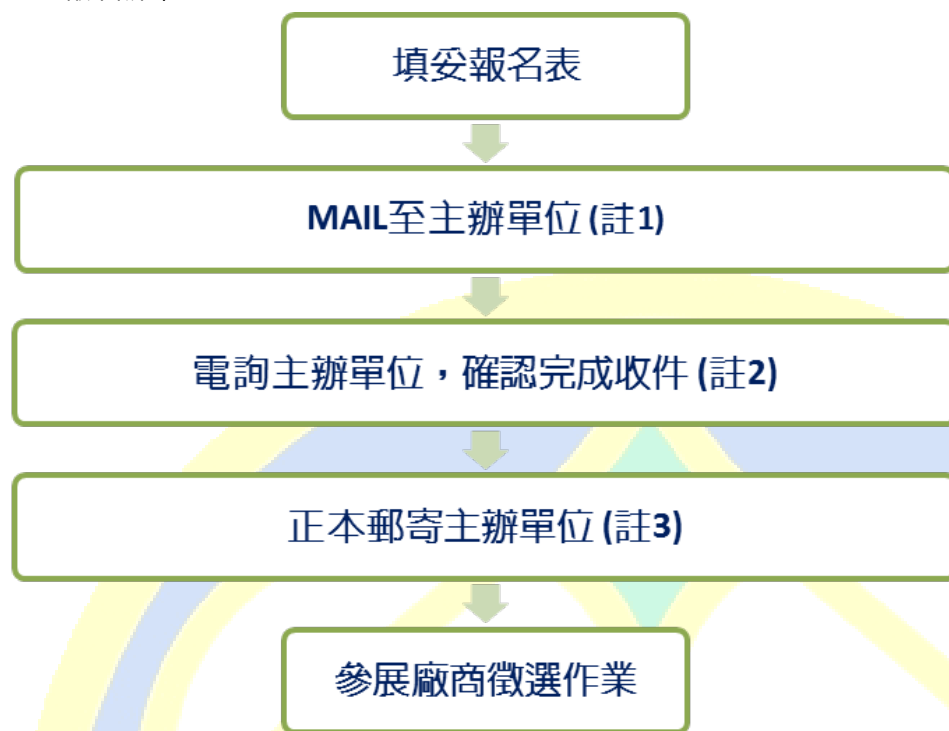 填妥報名表
MAIL至主辦單位 (註1)
電詢主辦單位，確認完成收件 (註2)
正本郵寄主辦單位 (註3)
參展廠商徵選作業